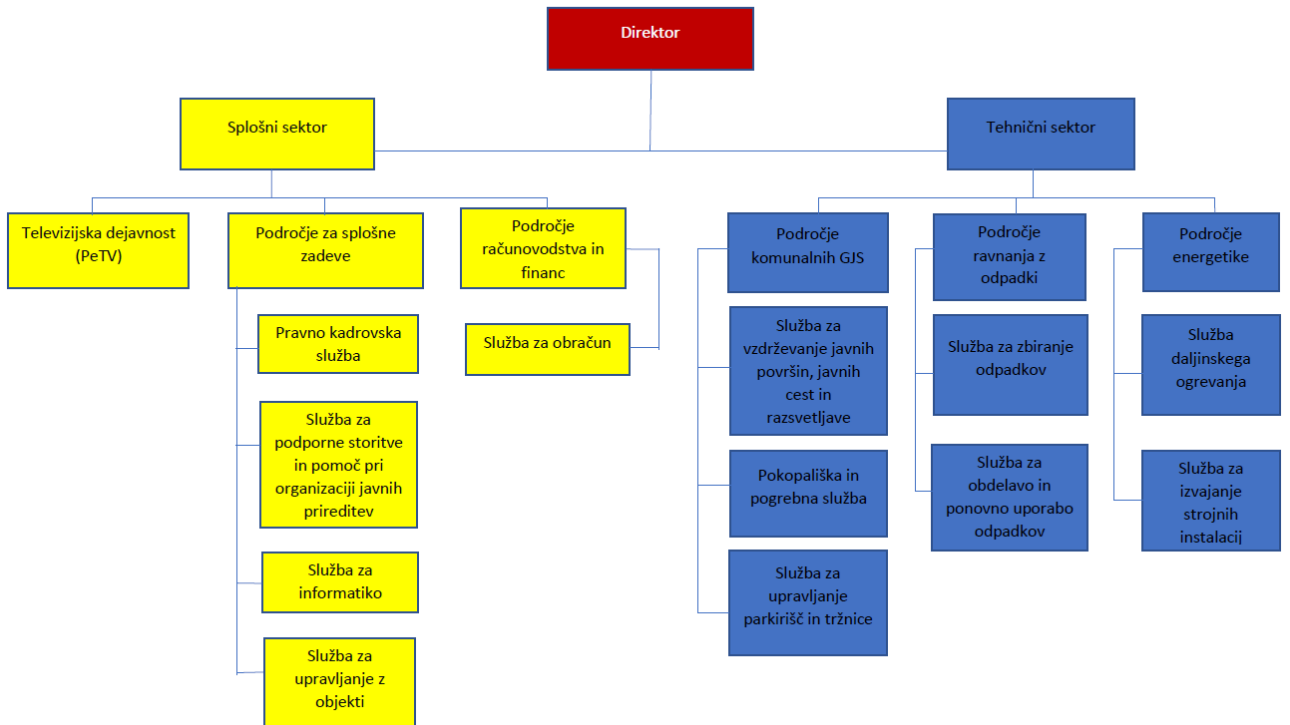 Direktor
Splošni sektor
Tehnični sektor
Televizijska dejavnost
(PeTV)
Področje za splošne
zadeve
Področje
računovodstva in
financ
Področje
komunalnih GJS
Področje
ravnanja z
odpadki
Področje
energetike
Pravno kadrovska
služba
Služba za
podporne storitve
in pomoč pri
organizaciji javnih
prireditev
Služba za
informatiko
Služba za
upravljanje z
objekti
Služba za obračun
Služba za
vzdrževanje javnih
površin, javnih
cest in
razsvetljave
Pokopališka in
pogrebna služba
Služba za
upravljanje
parkirišč in tržnice
Služba za zbiranje
odpadkov
Služba za
obdelavo in
ponovno uporabo
odpadkov
Služba
daljinskega
ogrevanja
Služba za
izvajanje
strojnih
instalacij